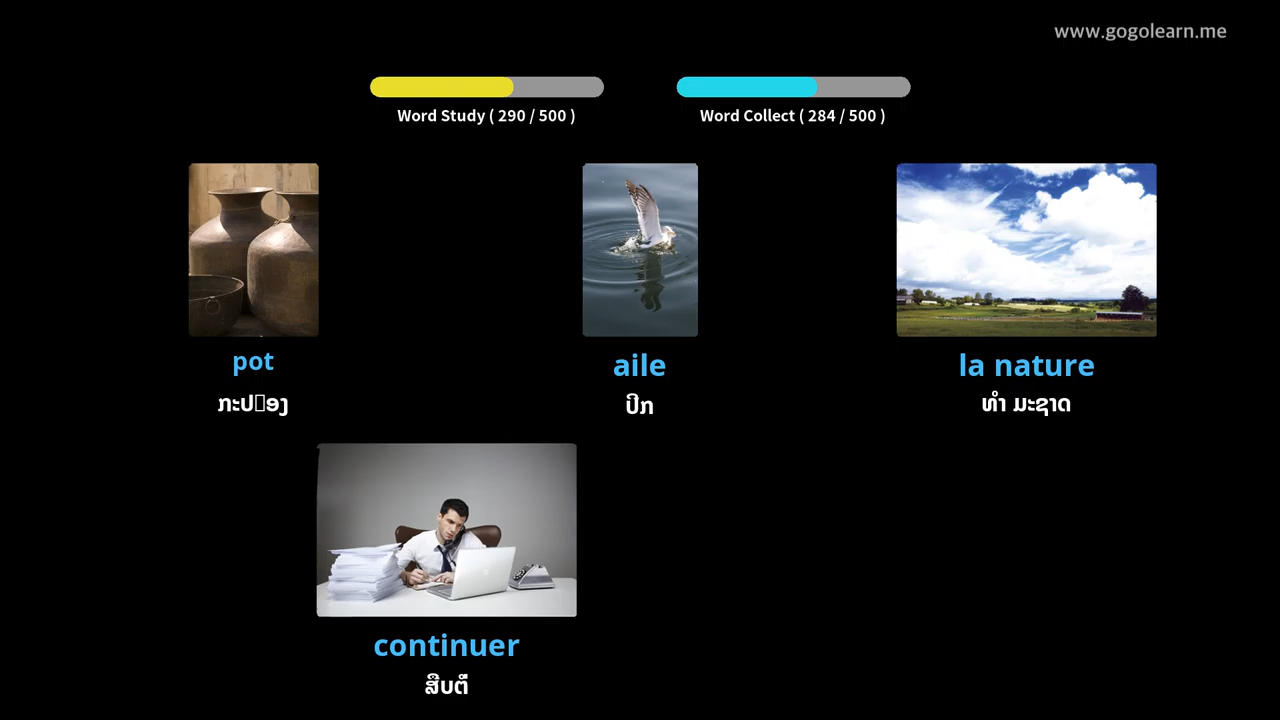 www.gogolearn.me
Word Study ( 290 / 500 )
Word Collect ( 284 / 500 )
pot
aile
la nature
ປີກ
ທຳ ມະຊາດ
continuer
ສືບຕໍ່